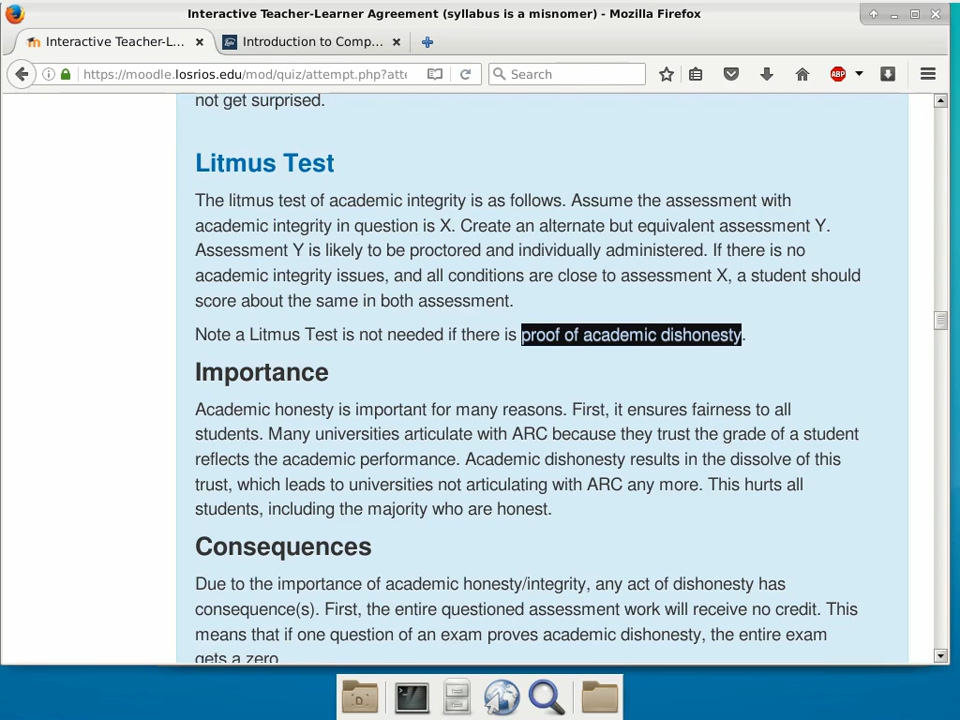 Interactive Teacher-Learner Agreement (syllabus is a misnomer) - Mozilla Firefox
Interactive Teacher-L... Introduction to Comp...
https://moodle.losrios.edu/mod/quiz/attempt.php?atte Search ABP
not get surprised.
Litmus Test
The litmus test of academic integrity is as follows. Assume the assessment with
academic integrity in question is X. Create an alternate but equivalent assessment Y.
Assessment Y is likely to be proctored and individually administered. If there is no
academic integrity issues, and all conditions are close to assessment X, a student should
score about the same in both assessment.
Note a Litmus Test is not needed if there is proof of academic dishonesty.
Importance
Academic honesty is important for many reasons. First, it ensures fairness to all
students. Many universities articulate with ARC because they trust the grade of a student
reflects the academic performance. Academic dishonesty results in the dissolve of this
trust, which leads to universities not articulating with ARC any more. This hurts all
students, including the majority who are honest.
Consequences
Due to the importance of academic honesty/integrity, any act of dishonesty has
consequence(s). First, the entire questioned assessment work will receive no credit. This
means that if one question of an exam proves academic dishonesty, the entire exam
gets a zero